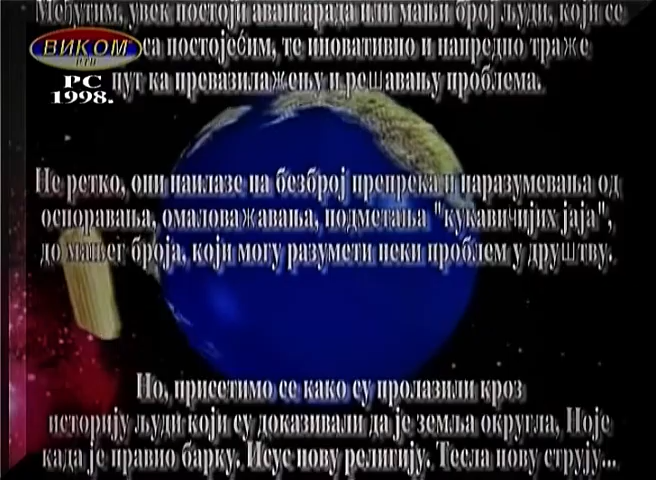 Међутим, увек постоји авангарада или мањи број људи, који се
са постојећим, те иновативно и напредно траже
пут ка превазилажењу и решавању проблема.
ВИКОМ
PC
1998.
Не ретко, они наилазе на безброј препрека и наразумевања од
оспоравања, омаловажавања, подметања "кукавичијих јаја",
до мањег броја, који могу разумети неки проблем у друштву.
Но, присетимо се како су пролазили кроз
историју људи који су доказивали да је земља округла, Ноје
када је правио барку. Исус нову религију. Тесла нову струју...